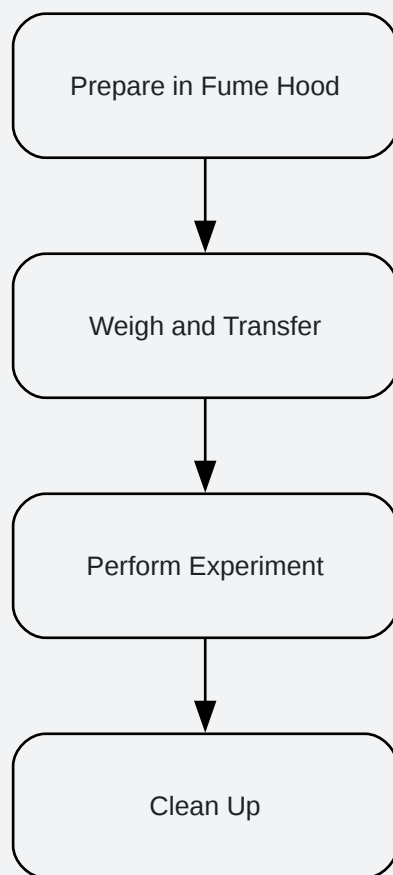 Prepare in Fume Hood
Weigh and Transfer
Perform Experiment
Clean Up